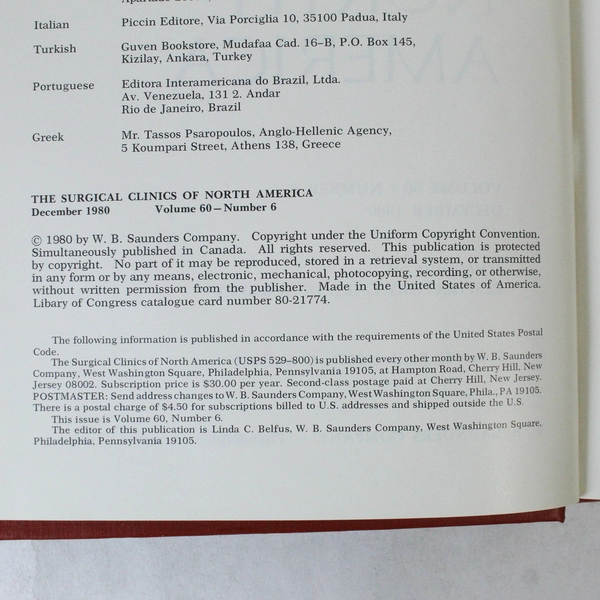 Italian Piccin Editore, Via Porciglia 10, 35100 Padua, Italy
Turkish Guven Bookstore, Mudafaa Cad. 16–B, P.O. Box 145,
Kizilay, Ankara, Turkey
Portuguese Editora Interamericana do Brazil, Ltda.
Av. Venezuela, 131 2. Andar
Rio de Janeiro, Brazil
Greek Mr. Tassos Psaropoulos, Anglo-Hellenic Agency,
5 Koumpari Street, Athens 138, Greece
THE SURGICAL CLINICS OF NORTH AMERICA
December 1980 Volume 60—Number 6
© 1980 by W. B. Saunders Company. Copyright under the Uniform Copyright Convention.
Simultaneously published in Canada. All rights reserved. This publication is protected
by copyright. No part of it may be reproduced, stored in a retrieval system, or transmitted
in any form or by any means, electronic, mechanical, photocopying, recording, or otherwise,
without written permission from the publisher. Made in the United States of America.
Libary of Congress catalogue card number 80-21774.
The following information is published in accordance with the requirements of the United States Postal
Code.
The Surgical Clinics of North America (USPS 529–800) is published every other month by W. B. Saunders
Company, West Washington Square, Philadelphia, Pennsylvania 19105, at Hampton Road, Cherry Hill, New
Jersey 08002. Subscription price is $30.00 per year. Second-class postage paid at Cherry Hill, New Jersey.
POSTMASTER: Send address changes to W. B. Saunders Company, West Washington Square, Phila., PA 19105.
There is a postal charge of $4.50 for subscriptions billed to U.S. addresses and shipped outside the U.S.
This issue is Volume 60, Number 6.
The editor of this publication is Linda C. Belfus, W. B. Saunders Company, West Washington Square,
Philadelphia, Pennsylvania 19105.